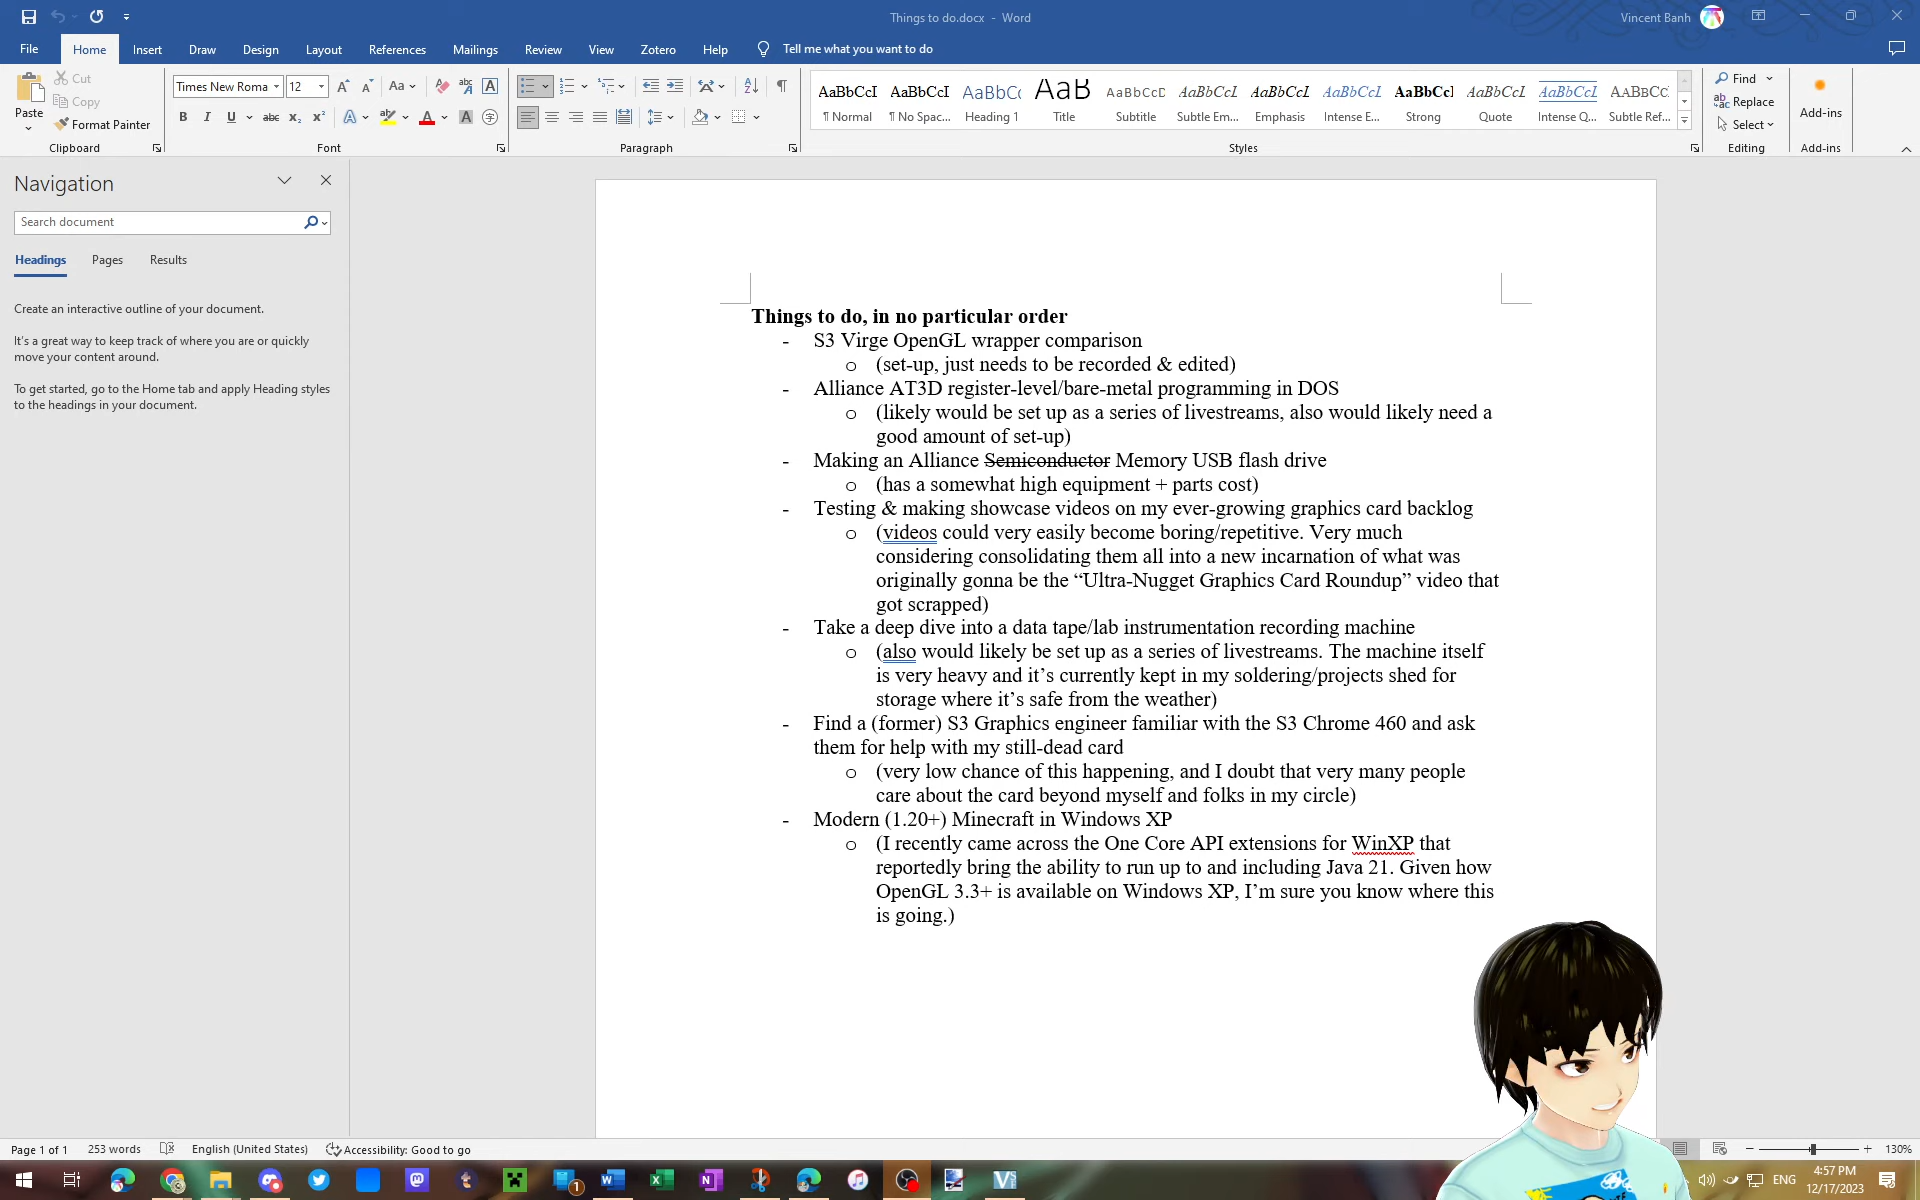 Things to do.docx - Word
Vincent Banh
File Home Insert Draw Design Layout References Mailings Review View Zotero Help Tell me what you want to do
Paste
Cut
Copy
Format Painter
Clipboard
Times New Roma 12
Font
Paragraph
AaBbCcI AaBbCcI AaBbCc AaB AaBbCcD AaBbCcL AaBbCcL AaBbCcL AaBbCcI AaBbCcL AaBbCcL AABBCC
¶ Normal ¶ No Spac... Heading 1 Title Subtitle Subtle Em... Emphasis Intense E... Strong Quote Intense Q... Subtle Ref...
Styles
Find
Replace
Select
Editing
Add-ins
Add-ins
Navigation
Search document
Headings Pages Results
Create an interactive outline of your document.
It's a great way to keep track of where you are or quickly
move your content around.
To get started, go to the Home tab and apply Heading styles
to the headings in your document.
Things to do, in no particular order
- S3 Virge OpenGL wrapper comparison
o (set-up, just needs to be recorded & edited)
- Alliance AT3D register-level/bare-metal programming in DOS
o (likely would be set up as a series of livestreams, also would likely need a
good amount of set-up)
- Making an Alliance Semiconductor Memory USB flash drive
o (has a somewhat high equipment + parts cost)
- Testing & making showcase videos on my ever-growing graphics card backlog
o (videos could very easily become boring/repetitive. Very much
considering consolidating them all into a new incarnation of what was
originally gonna be the “Ultra-Nugget Graphics Card Roundup” video that
got scrapped)
- Take a deep dive into a data tape/lab instrumentation recording machine
o (also would likely be set up as a series of livestreams. The machine itself
is very heavy and it’s currently kept in my soldering/projects shed for
storage where it’s safe from the weather)
- Find a (former) S3 Graphics engineer familiar with the S3 Chrome 460 and ask
them for help with my still-dead card
o (very low chance of this happening, and I doubt that very many people
care about the card beyond myself and folks in my circle)
- Modern (1.20+) Minecraft in Windows XP
o (I recently came across the One Core API extensions for WinXP that
reportedly bring the ability to run up to and including Java 21. Given how
OpenGL 3.3+ is available on Windows XP, I’m sure you know where this
is going.)
Page 1 of 1 253 words English (United States) Accessibility: Good to go 130%
ENG
4:57 PM
12/17/2023